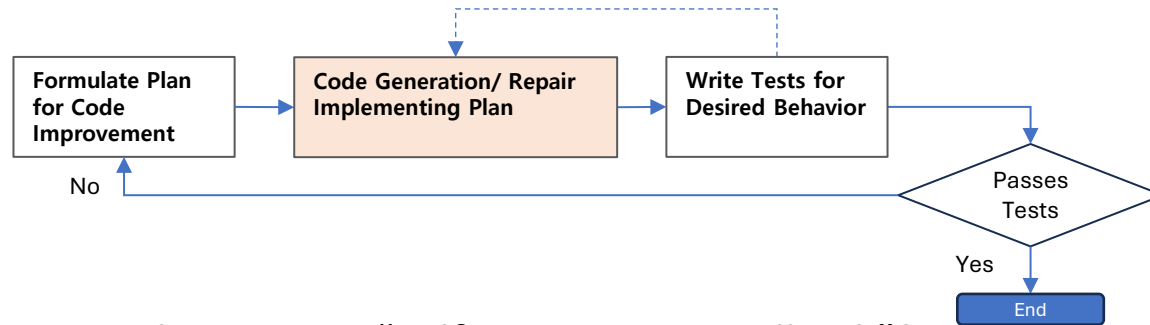 Formulate Plan
for Code
Improvement
Code Generation/ Repair
Implementing Plan
Write Tests for
Desired Behavior
No
Passes
Tests
Yes
End